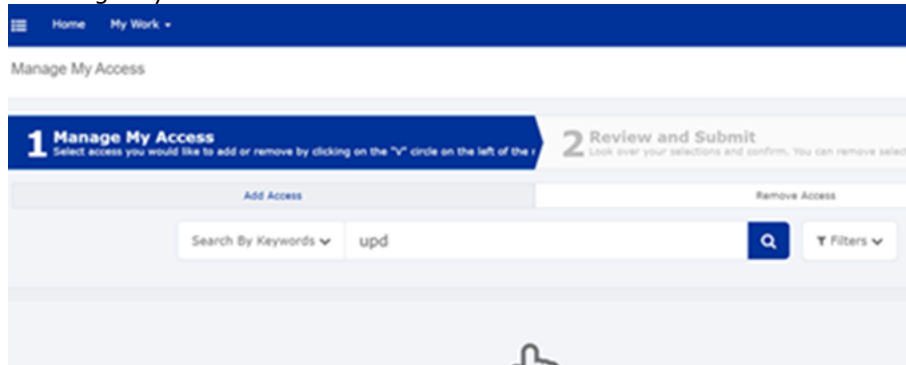 Home My Work
Manage My Access
1 Manage My Access
Select access you would like to add or remove by clicking on the "V" circle on the left of the
2 Review and Submit
Look over your selections and confirm. You can remove
Add Access
Remove Access
Search By Keywords
upd
Filters